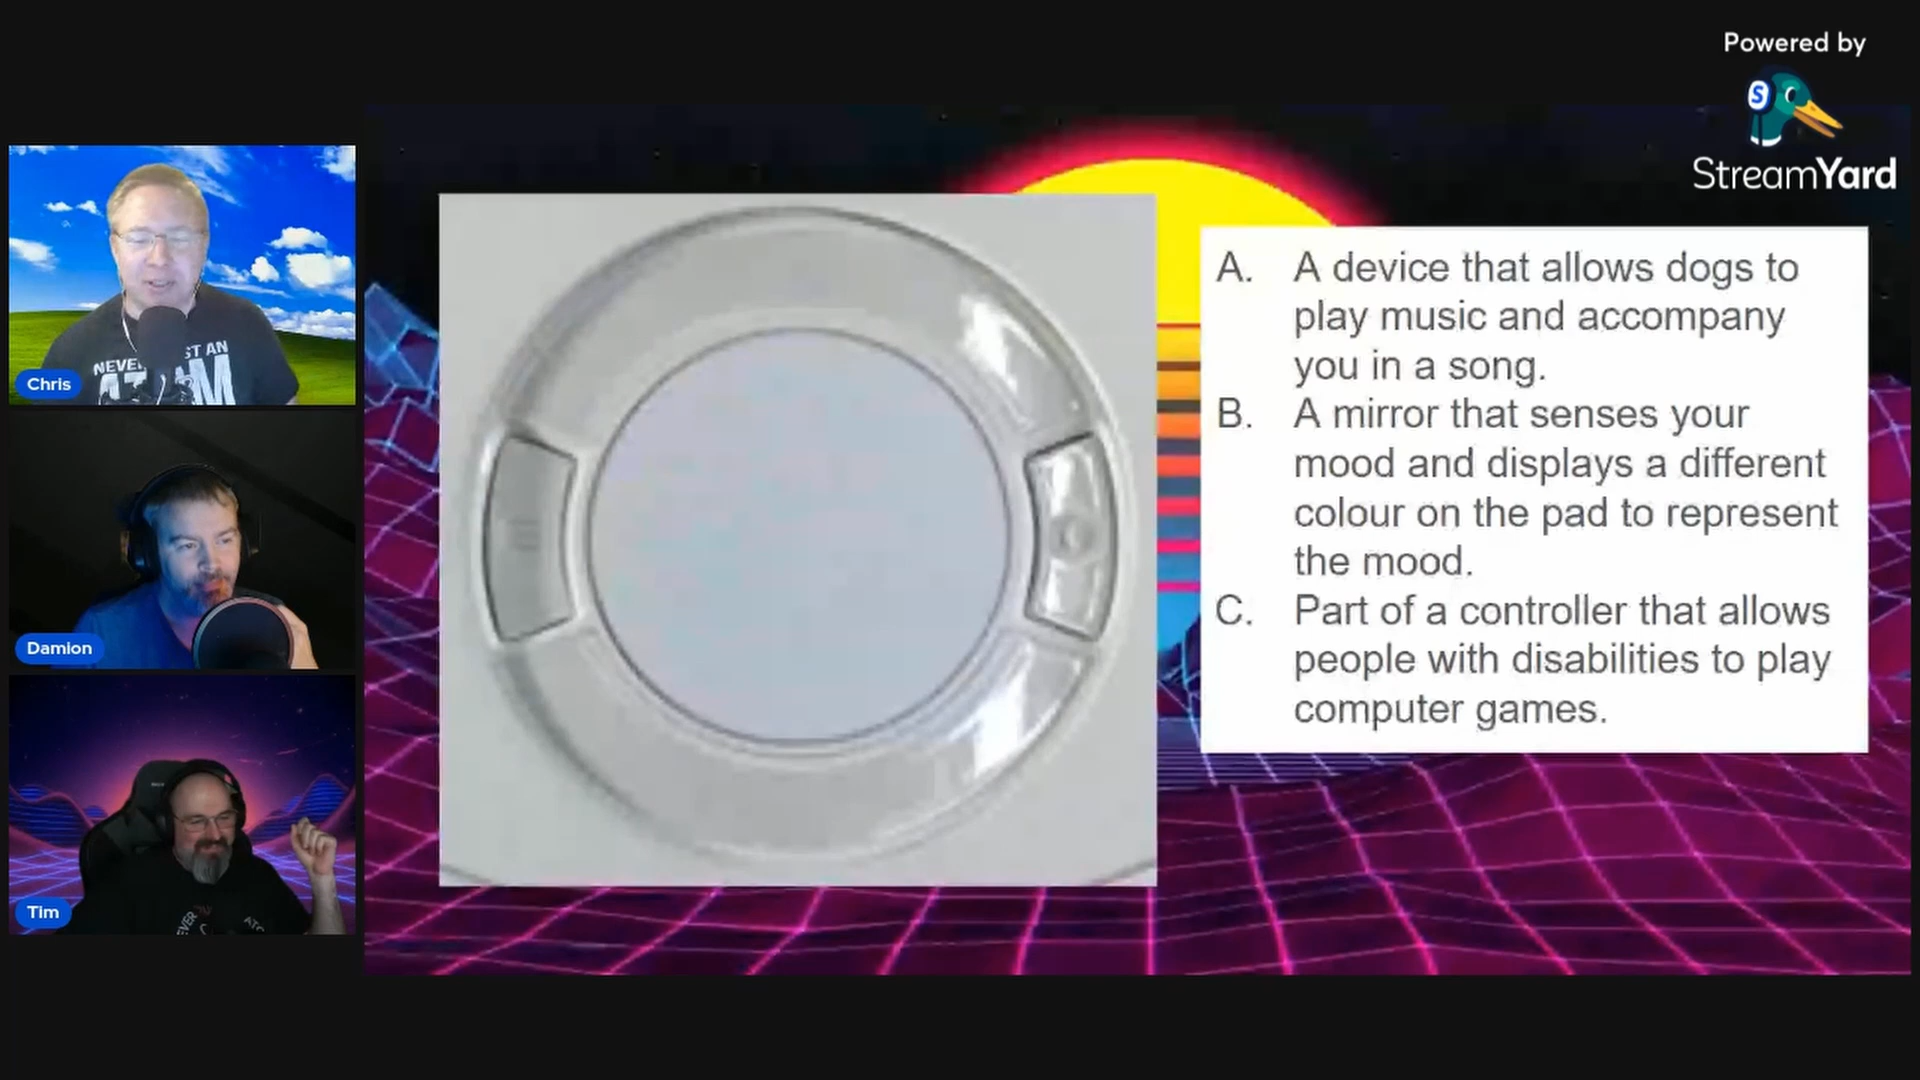 Powered by
StreamYard
NEVER
ST AN
Chris
Damion
Tim
A. A device that allows dogs to
play music and accompany
you in a song.
B. A mirror that senses your
mood and displays a different
colour on the pad to represent
the mood.
C. Part of a controller that allows
people with disabilities to play
computer games.